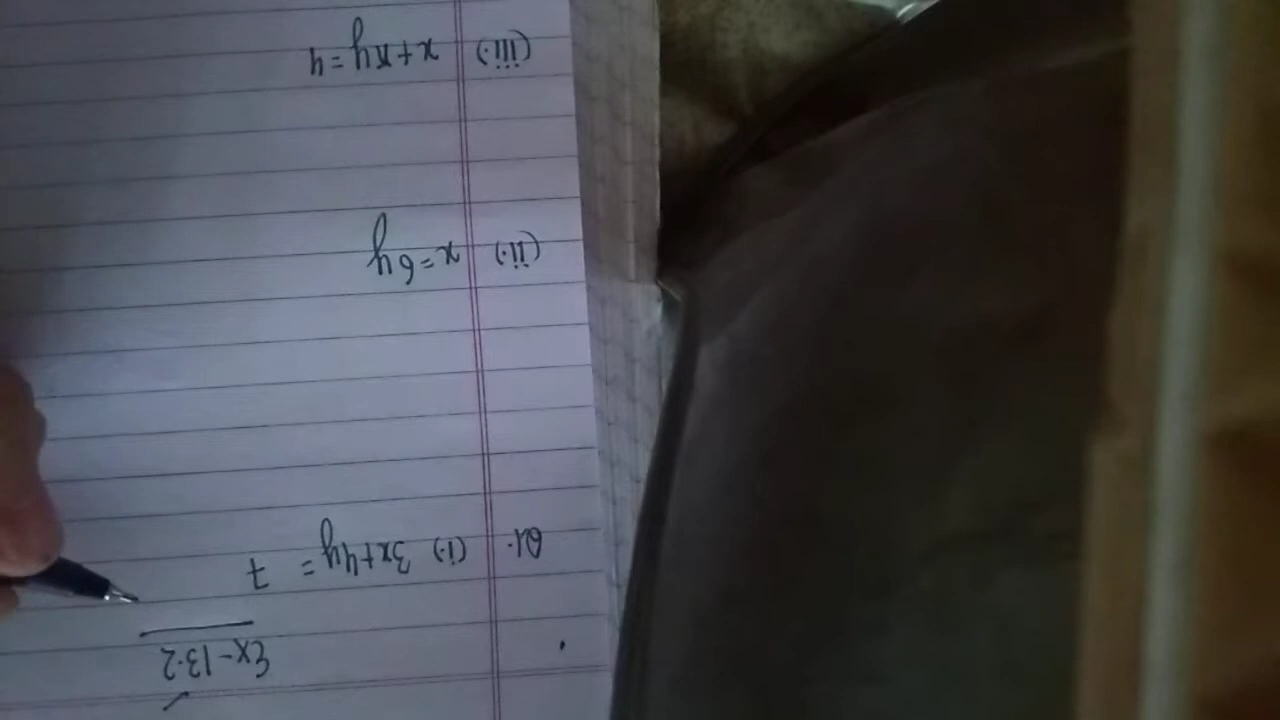 Ex-13.2
Q1. (i.) 3x+4y = 7
(ii.) x=6y
(iii.) x+πy=4